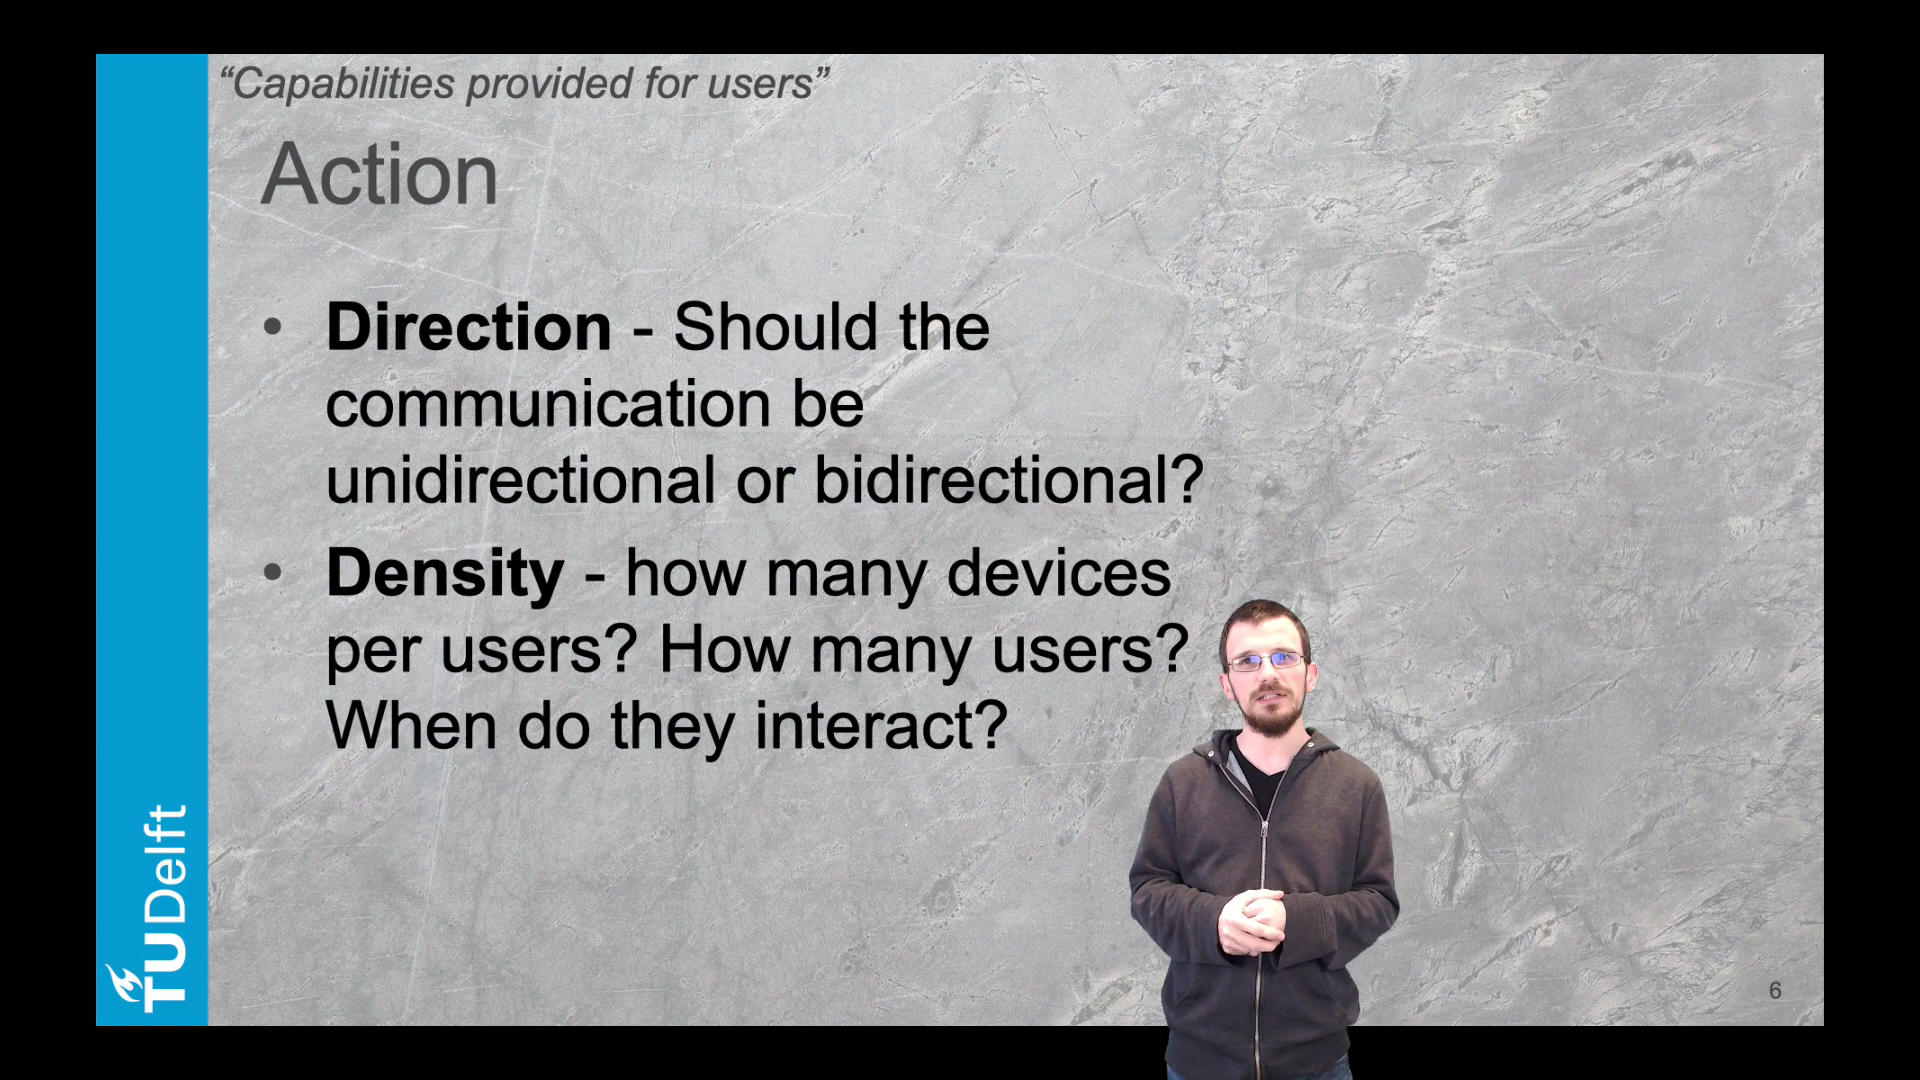 “Capabilities provided for users”
Action
• Direction - Should the
communication be
unidirectional or bidirectional?
• Density - how many devices
per users? How many users?
When do they interact?
TUDelft
6